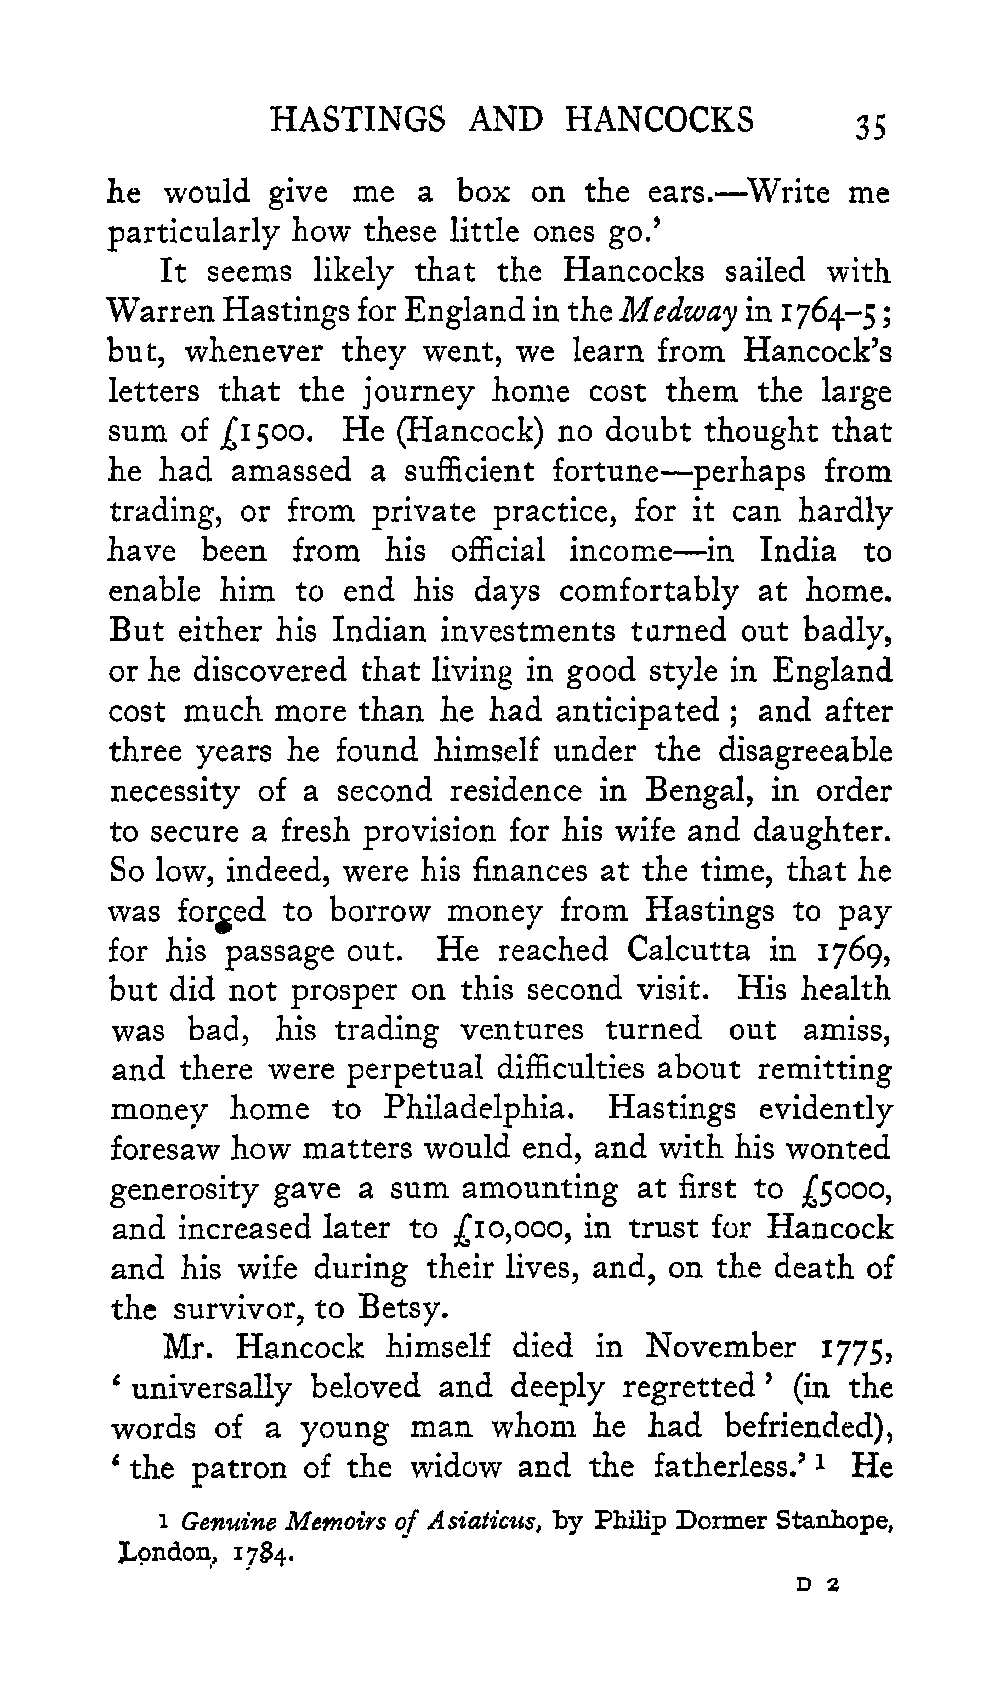 HASTINGS AND HANCOCKS 35
he would give me a box on the ears.—Write me
particularly how these little ones go.’
It seems likely that the Hancocks sailed with
Warren Hastings for England in the Medway in 1764–5 ;
but, whenever they went, we learn from Hancock’s
letters that the journey home cost them the large
sum of £1500. He (Hancock) no doubt thought that
he had amassed a sufficient fortune—perhaps from
trading, or from private practice, for it can hardly
have been from his official income—in India to
enable him to end his days comfortably at home.
But either his Indian investments turned out badly,
or he discovered that living in good style in England
cost much more than he had anticipated ; and after
three years he found himself under the disagreeable
necessity of a second residence in Bengal, in order
to secure a fresh provision for his wife and daughter.
So low, indeed, were his finances at the time, that he
was forced to borrow money from Hastings to pay
for his passage out. He reached Calcutta in 1769,
but did not prosper on this second visit. His health
was bad, his trading ventures turned out amiss,
and there were perpetual difficulties about remitting
money home to Philadelphia. Hastings evidently
foresaw how matters would end, and with his wonted
generosity gave a sum amounting at first to £5000,
and increased later to £10,000, in trust for Hancock
and his wife during their lives, and, on the death of
the survivor, to Betsy.
Mr. Hancock himself died in November 1775,
‘ universally beloved and deeply regretted ’ (in the
words of a young man whom he had befriended),
‘ the patron of the widow and the fatherless.’ 1 He
1 Genuine Memoirs of Asiaticus, by Philip Dormer Stanhope,
London, 1784.
D 2